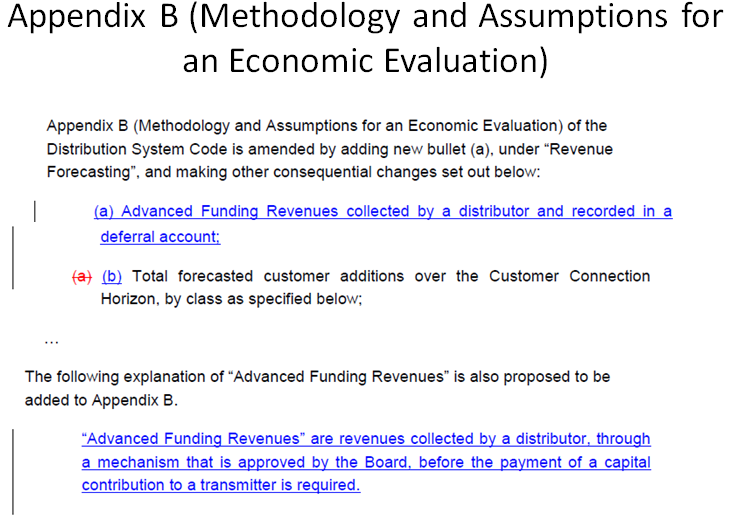 Appendix B (Methodology and Assumptions for
an Economic Evaluation)
Appendix B (Methodology and Assumptions for an Economic Evaluation) of the
Distribution System Code is amended by adding new bullet (a), under “Revenue
Forecasting”, and making other consequential changes set out below:
(a) Advanced Funding Revenues collected by a distributor and recorded in a
deferral account;
(a) (b) Total forecasted customer additions over the Customer Connection
Horizon, by class as specified below;
...
The following explanation of “Advanced Funding Revenues” is also proposed to be
added to Appendix B.
“Advanced Funding Revenues” are revenues collected by a distributor, through
a mechanism that is approved by the Board, before the payment of a capital
contribution to a transmitter is required.